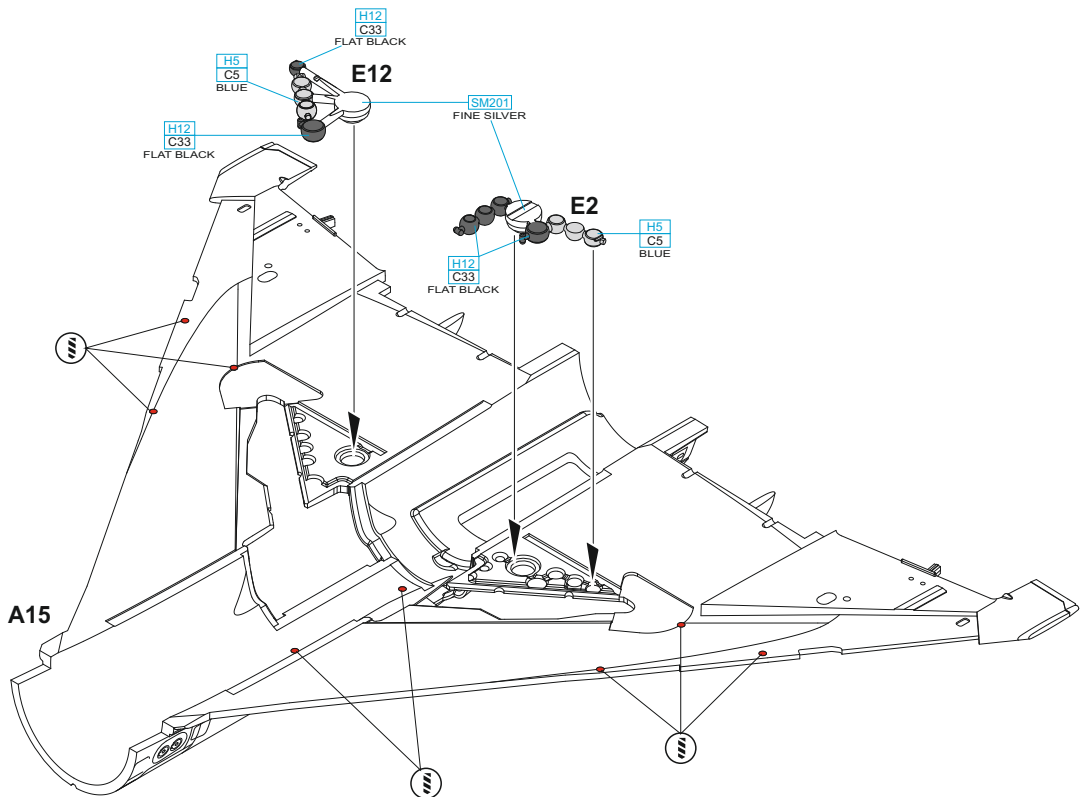 H12
C33
FLAT BLACK
E12
H5
C5
BLUE
SM201
FINE SILVER
H12
C33
FLAT BLACK
E2
H5
C5
BLUE
H12
C33
FLAT BLACK
A15